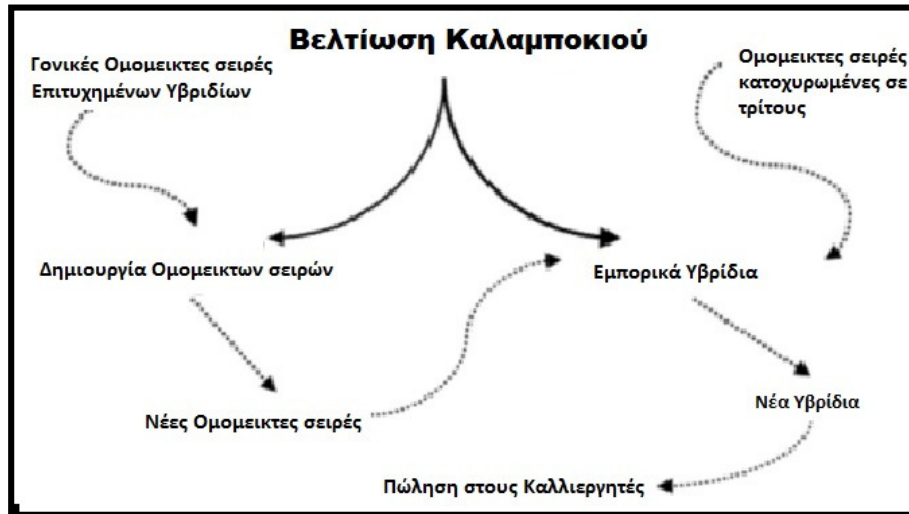 Βελτίωση Καλαμποκιού
Γονικές Ομομεικτες σειρές
Επιτυχημένων Υβριδίων
Ομομεικτες σειρές
κατοχυρωμένες σε
τρίτους
Δημιουργία Ομομεικτων σειρών
Εμπορικά Υβρίδια
Νέες Ομομεικτες σειρές
Νέα Υβρίδια
Πώληση στους Καλλιεργητές